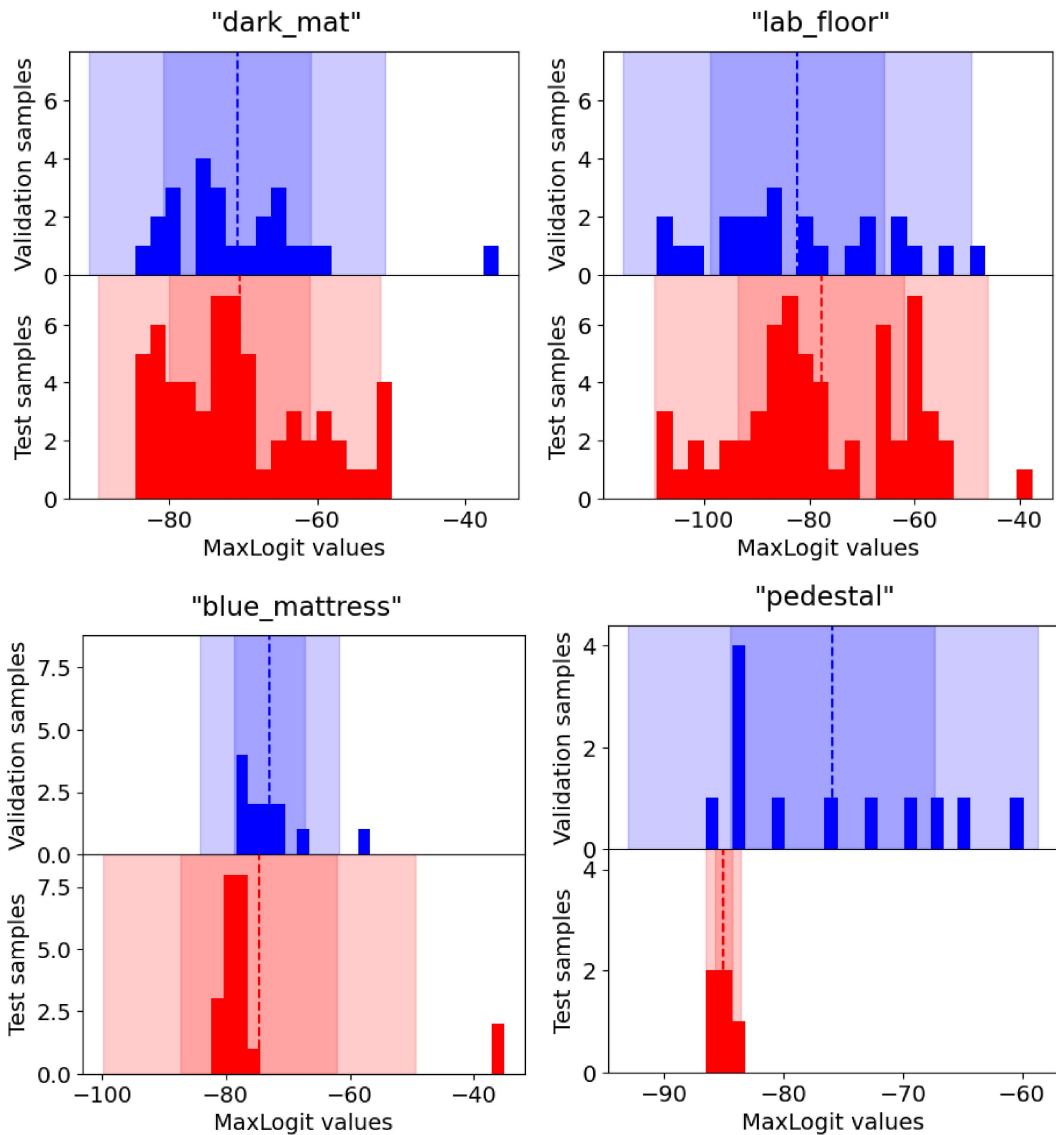 "dark_mat"
Validation samples
6
4
2
0
Test samples
6
4
2
0
−80
−60
−40
MaxLogit values
"lab_floor"
Validation samples
6
4
2
0
Test samples
6
4
2
0
−100
−80
−60
−40
MaxLogit values
"blue_mattress"
Validation samples
7.5
5.0
2.5
0.0
Test samples
7.5
5.0
2.5
0.0
−100
−80
−60
−40
MaxLogit values
"pedestal"
Validation samples
4
2
0
Test samples
4
2
0
−90
−80
−70
−60
MaxLogit values